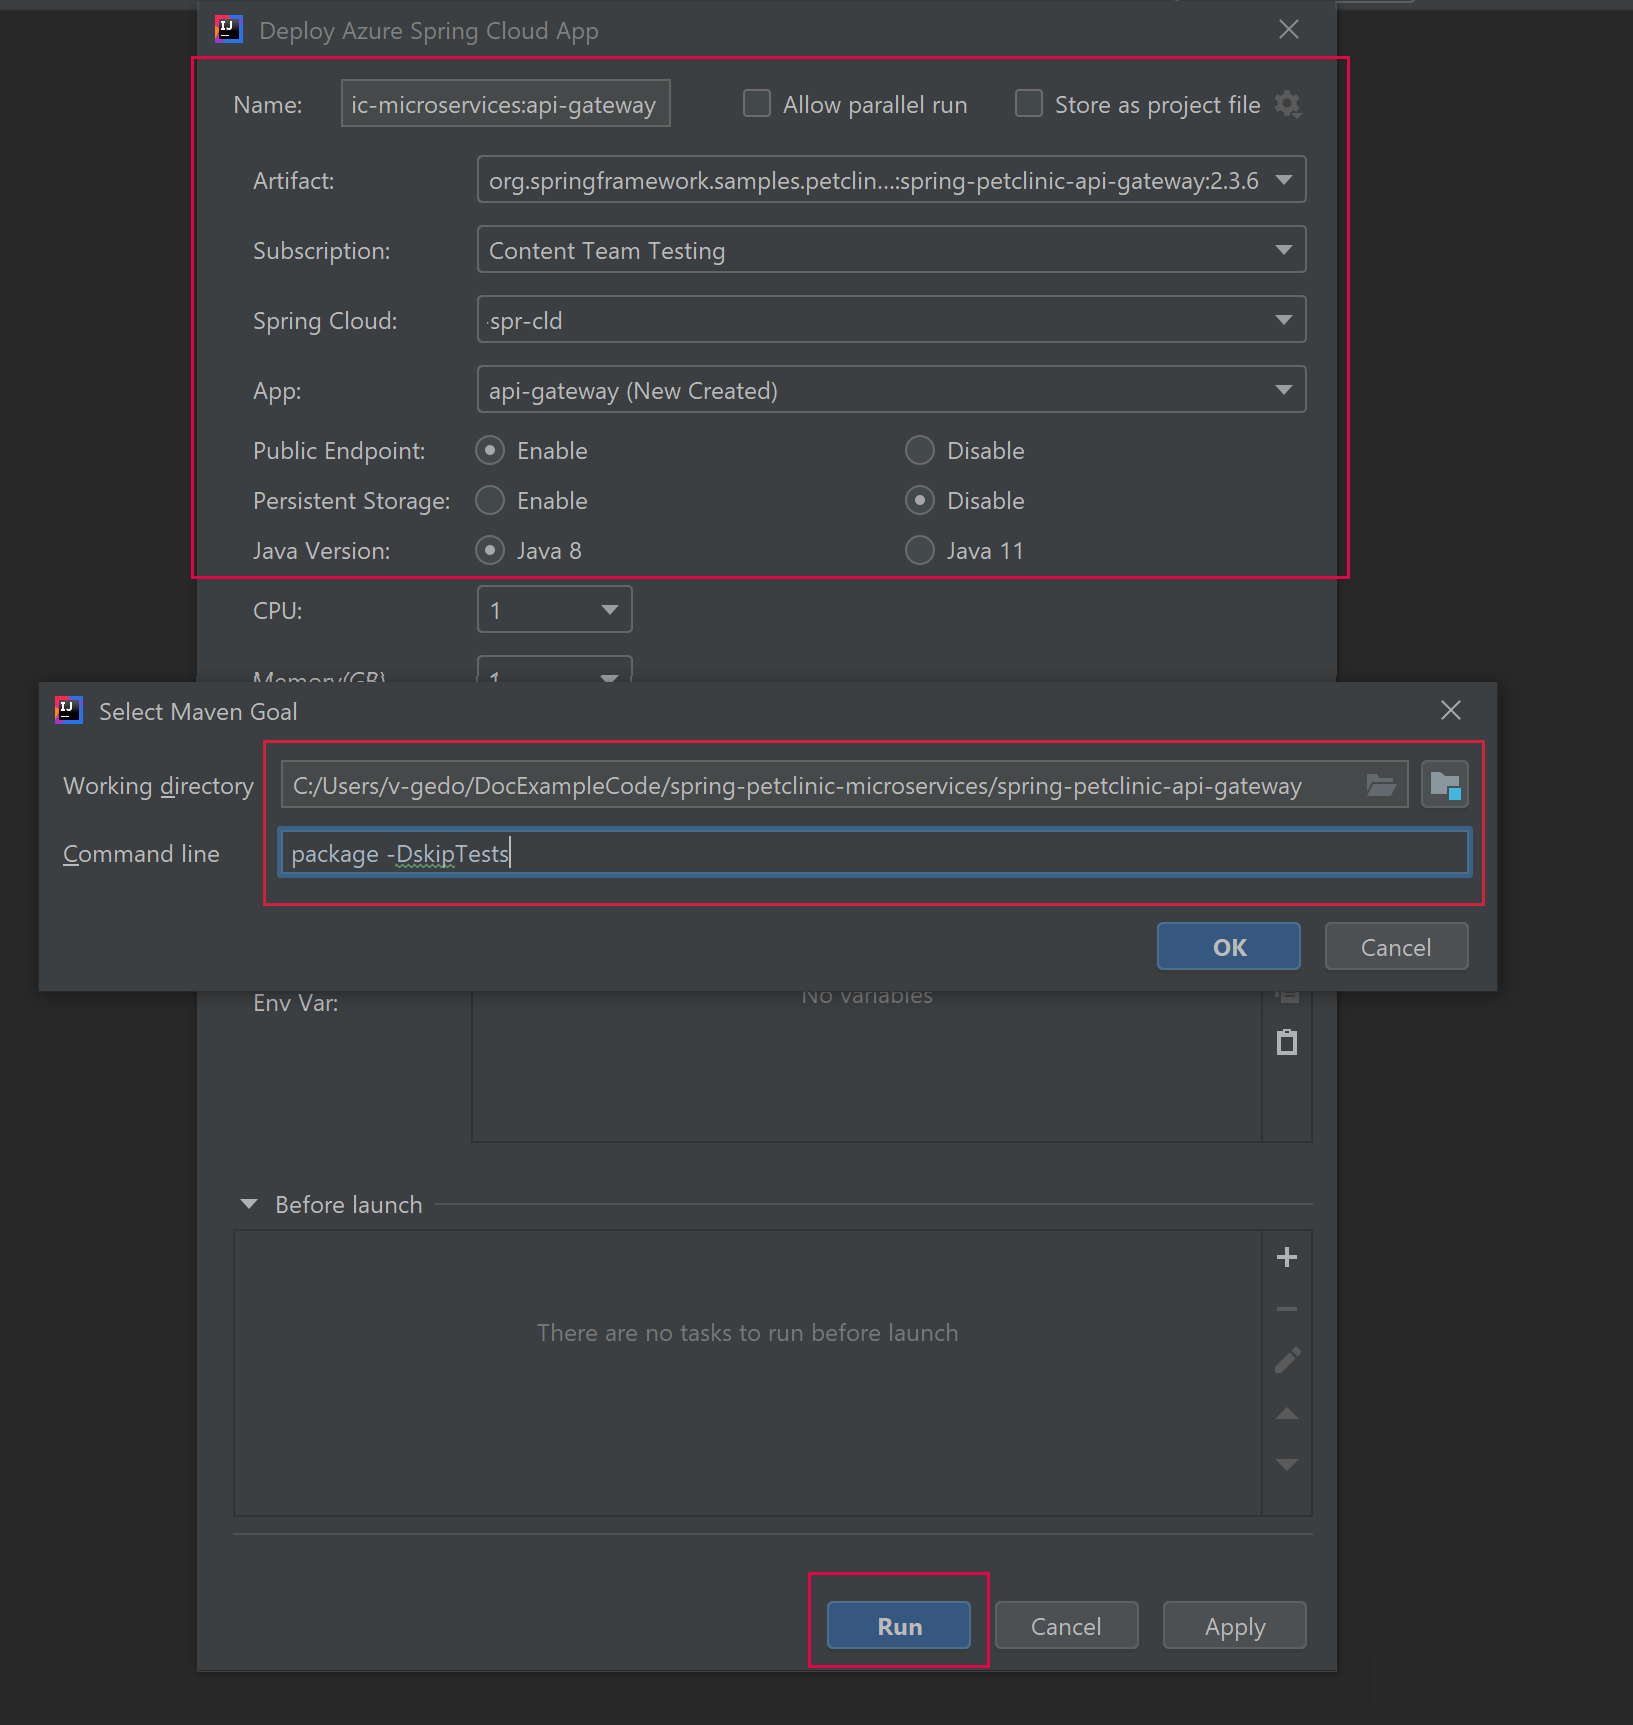 Deploy Azure Spring Cloud App
Name: ic-microservices:api-gateway Allow parallel run Store as project file
Artifact: org.springframework.samples.petclin...:spring-petclinic-api-gateway:2.3.6
Subscription: Content Team Testing
Spring Cloud: spr-cld
App: api-gateway (New Created)
Public Endpoint: Enable Disable
Persistent Storage: Enable Disable
Java Version: Java 8 Java 11
CPU: 1
Memory(GB) 1
Select Maven Goal
Working directory C:/Users/v-gedo/DocExampleCode/spring-petclinic-microservices/spring-petclinic-api-gateway
Command line package -DskipTests
OK Cancel
Env Var: No variables
Before launch
There are no tasks to run before launch
Run Cancel Apply